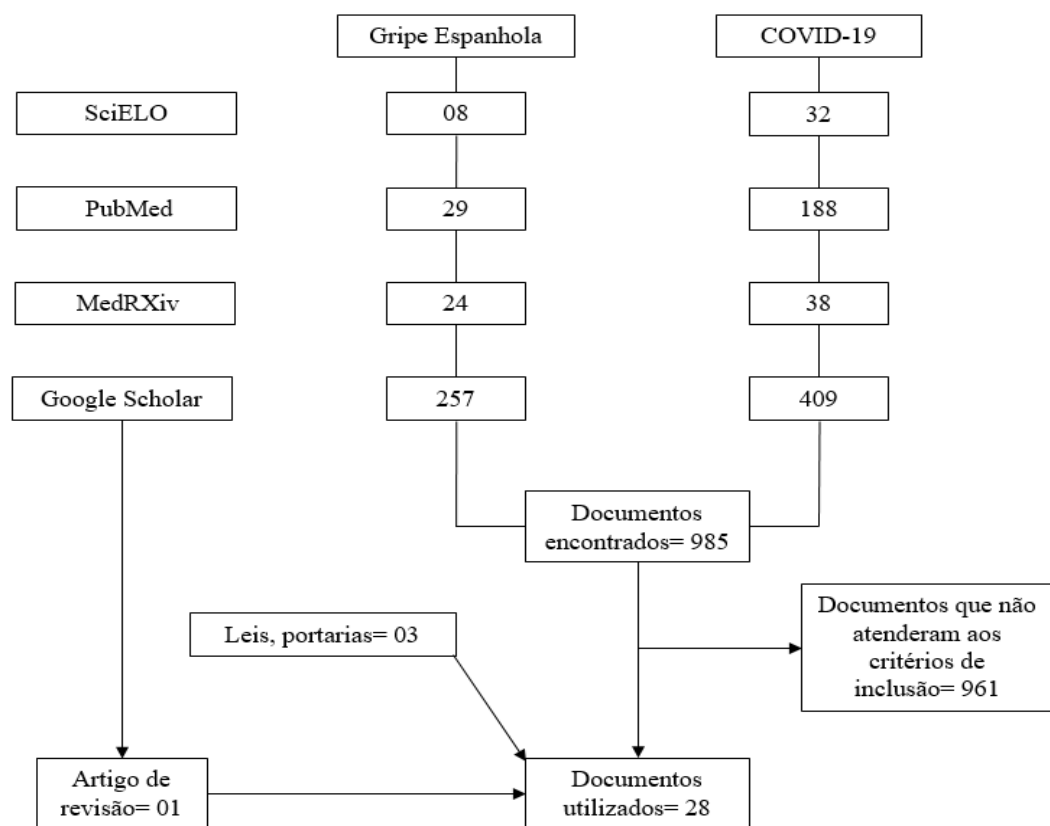 Gripe Espanhola
COVID-19
SciELO
08
32
PubMed
29
188
MedRXiv
24
38
Google Scholar
257
409
Documentos
encontrados= 985
Documentos que não
atenderam aos
critérios de
inclusão= 961
Leis, portarias= 03
Artigo de
revisão= 01
Documentos
utilizados= 28